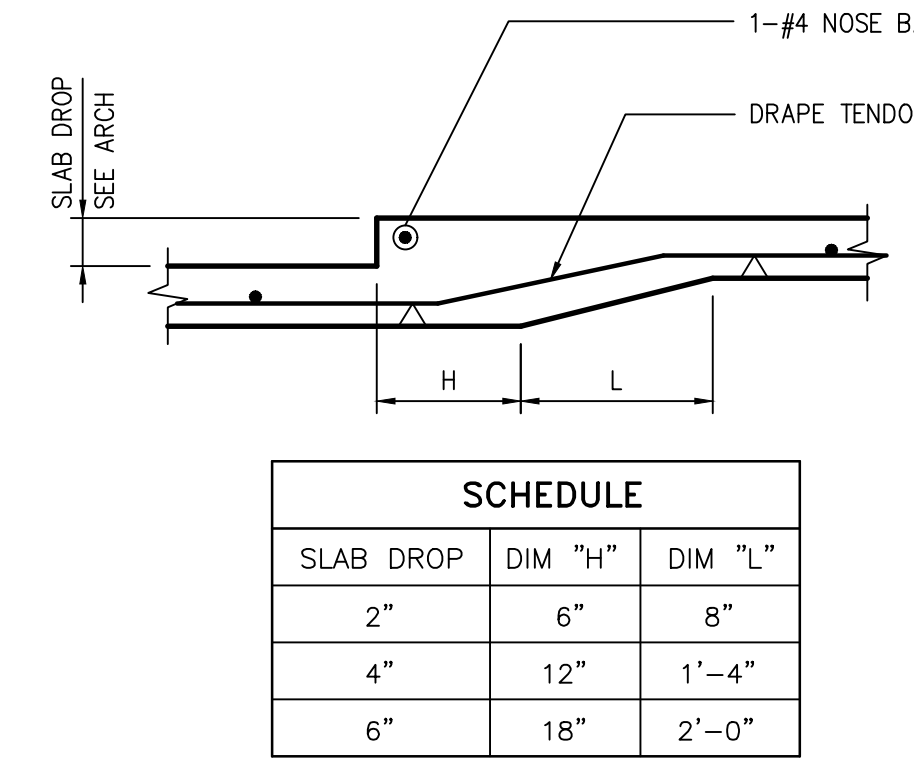 1-#4 NOSE
DRAPE
SLAB DROP
SEE ARCH
H
L
SCHEDULE
SLAB DROP DIM "H" DIM "L"
2" 6" 8"
4" 12" 1'-4"
6" 18" 2'-0"